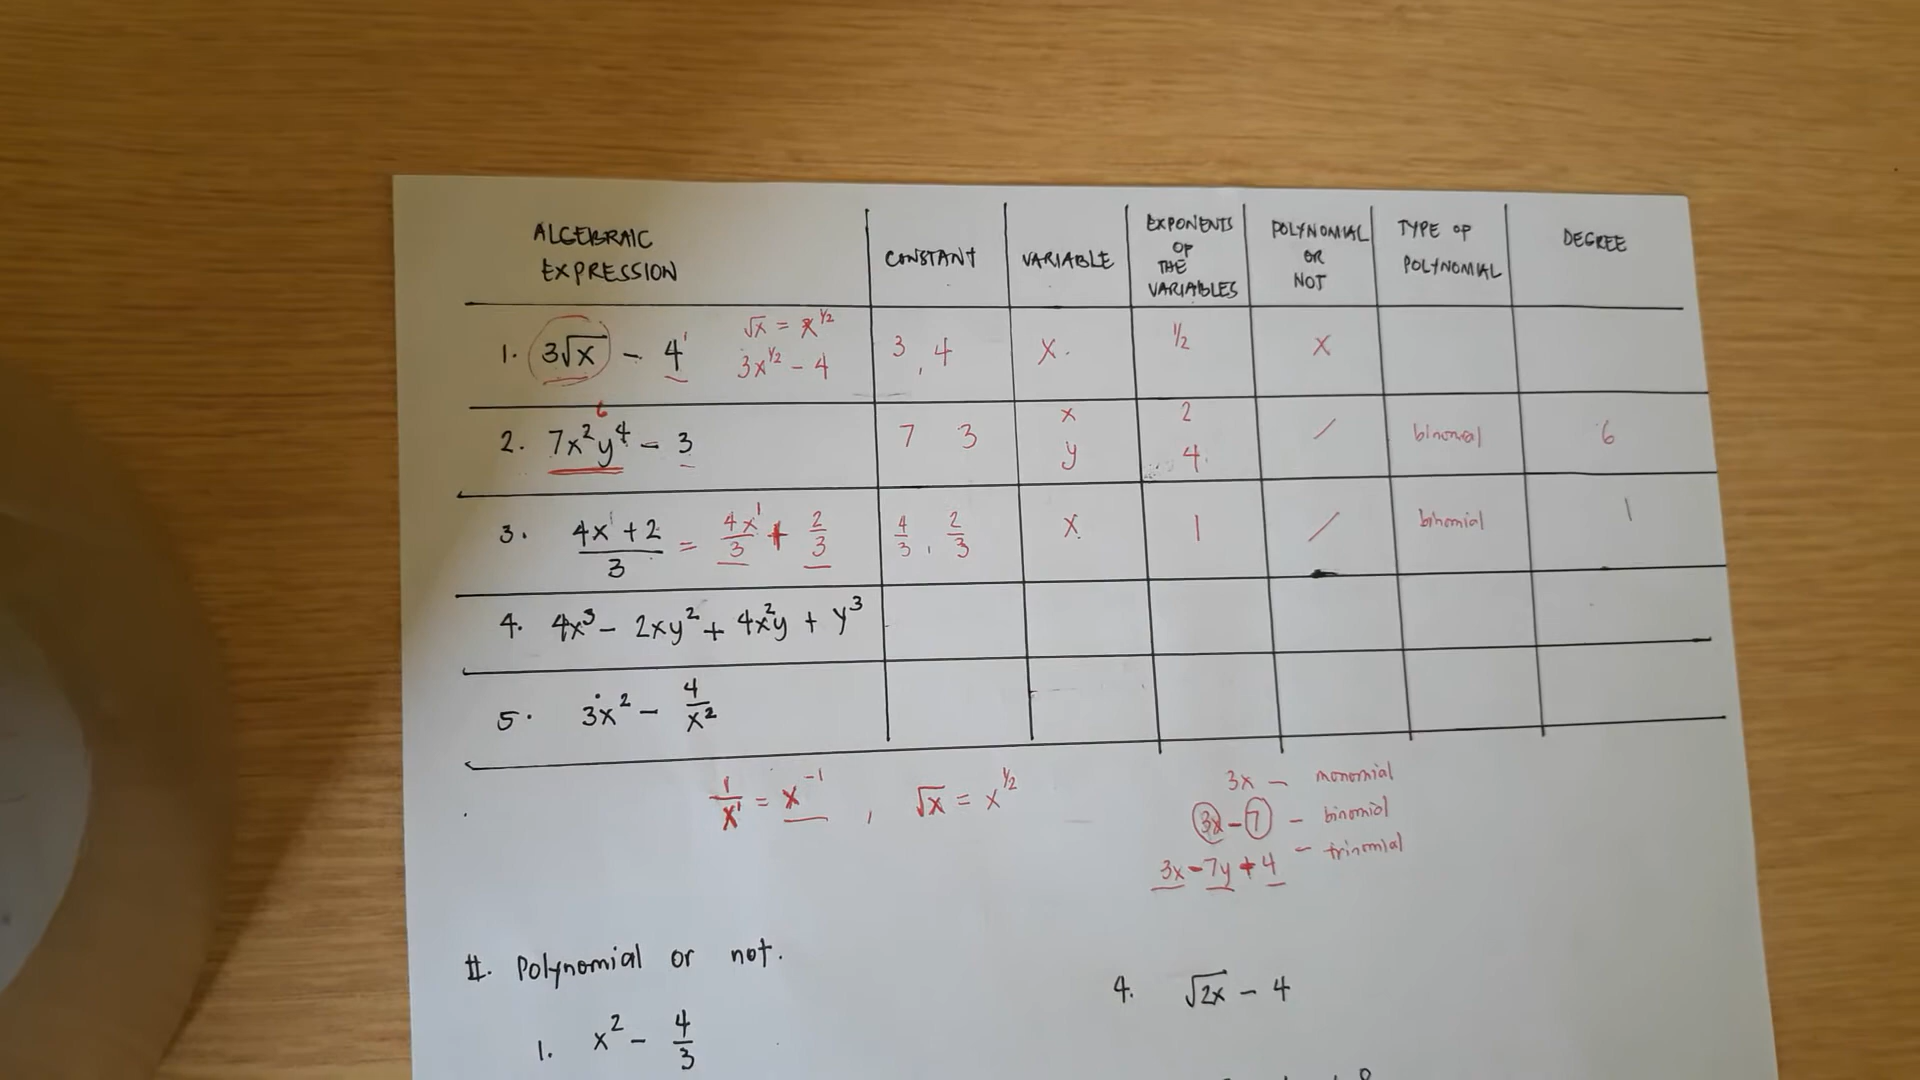 ALGEBRAIC EXPRESSION | CONSTANT | VARIABLE | EXPONENTS OF THE VARIABLES | POLYNOMIAL OR NOT | TYPE OF POLYNOMIAL | DEGREE
1. 3√x - 4¹ √x = x^½ 3x^½ - 4 | 3, 4 | x. | ½ | x
2. 7x²y⁴ - 3 6 | 7 3 | x y | 2 4 | / | binomial | 6
3. 4x¹+2/3 = 4x¹/3 + 2/3 | 4/3, 2/3 | x | 1 | / | binomial | 1
4. 4x³ - 2xy² + 4x²y + y³
5. 3x² - 4/x²
1/x¹ = x⁻¹, √x = x^½
3x - monomial
3x - 7 - binomial
3x - 7y + 4 - trinomial
II. Polynomial or not.
1. x² - 4/3
4. √2x - 4